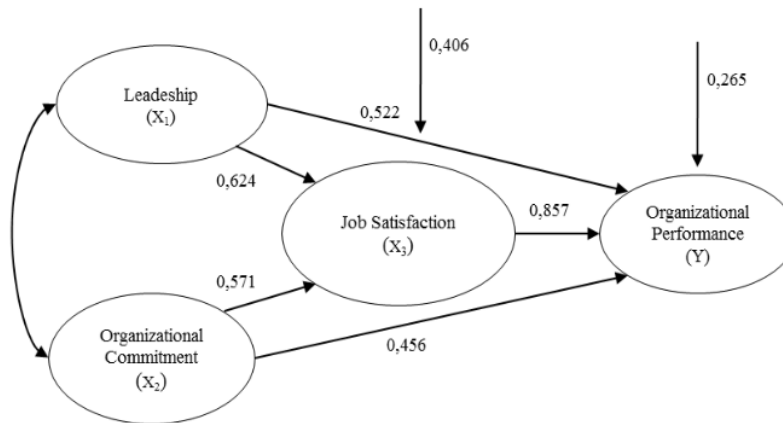 0,406
0,265
Leadeship
(X₁)
0,522
0,624
Job Satisfaction
(X₃)
0,857
Organizational
Performance
(Y)
0,571
Organizational
Commitment
(X₂)
0,456